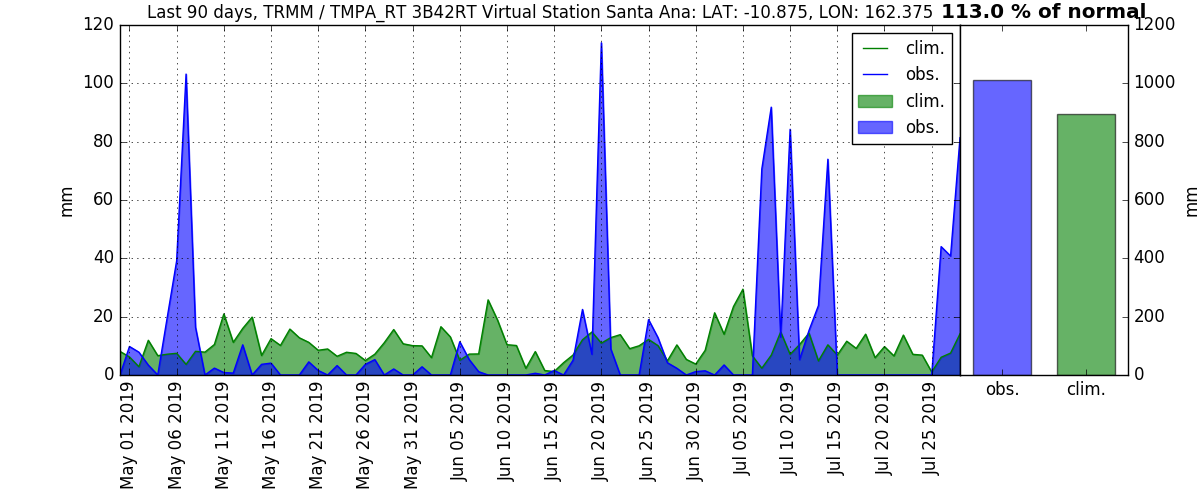 Last 90 days, TRMM / TMPA_RT 3B42RT Virtual Station Santa Ana: LAT: -10.875, LON: 162.375 113.0 % of normal
120
100
80
60
40
20
0
mm
clim.
obs.
clim.
obs.
1200
1000
800
600
400
200
0
mm
May 01 2019
May 06 2019
May 11 2019
May 16 2019
May 21 2019
May 26 2019
May 31 2019
Jun 05 2019
Jun 10 2019
Jun 15 2019
Jun 20 2019
Jun 25 2019
Jun 30 2019
Jul 05 2019
Jul 10 2019
Jul 15 2019
Jul 20 2019
Jul 25 2019
obs.
clim.